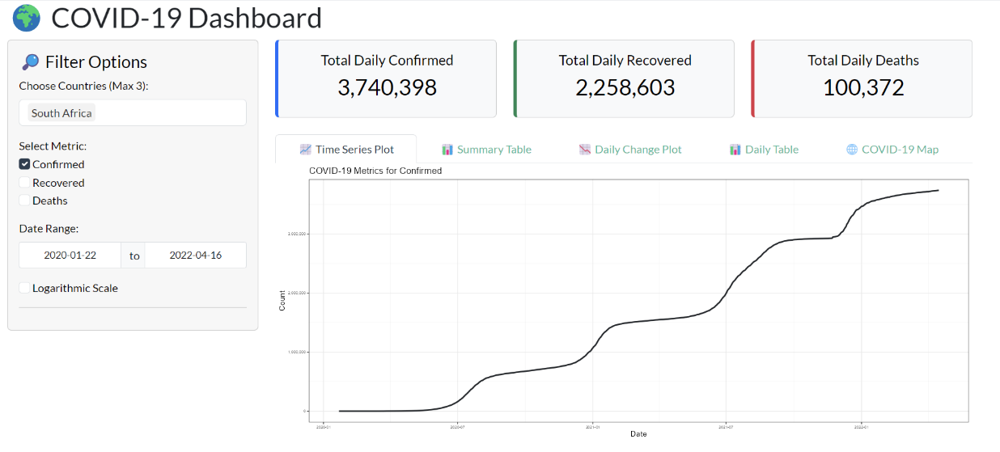 COVID-19 Dashboard
Filter Options
Choose Countries (Max 3):
South Africa
Select Metric:
Confirmed
Recovered
Deaths
Date Range:
2020-01-22 to 2022-04-16
Logarithmic Scale
Total Daily Confirmed
3,740,398
Total Daily Recovered
2,258,603
Total Daily Deaths
100,372
Time Series Plot
Summary Table
Daily Change Plot
Daily Table
COVID-19 Map
COVID-19 Metrics for Confirmed
Count
3,000,000
2,000,000
1,000,000
0
2020-01
2020-07
2021-01
2021-07
2022-01
Date